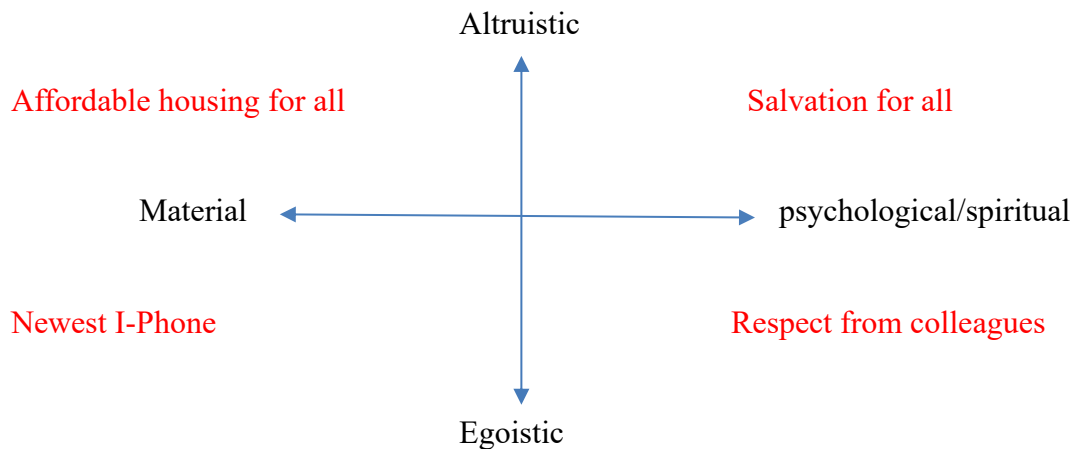 Altruistic
Affordable housing for all
Salvation for all
Material
psychological/spiritual
Newest I-Phone
Respect from colleagues
Egoistic